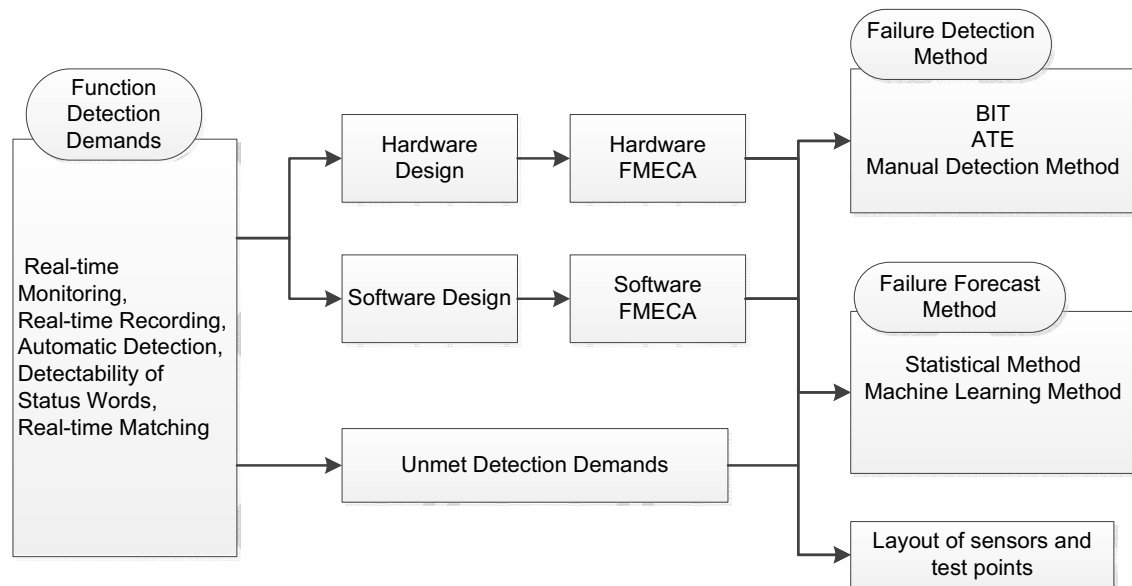 Function
Detection
Demands
Real-time
Monitoring,
Real-time Recording,
Automatic Detection,
Detectability of
Status Words,
Real-time Matching
Hardware
Design
Hardware
FMECA
Software Design
Software
FMECA
Unmet Detection Demands
Failure Detection
Method
BIT
ATE
Manual Detection Method
Failure Forecast
Method
Statistical Method
Machine Learning Method
Layout of sensors and
test points